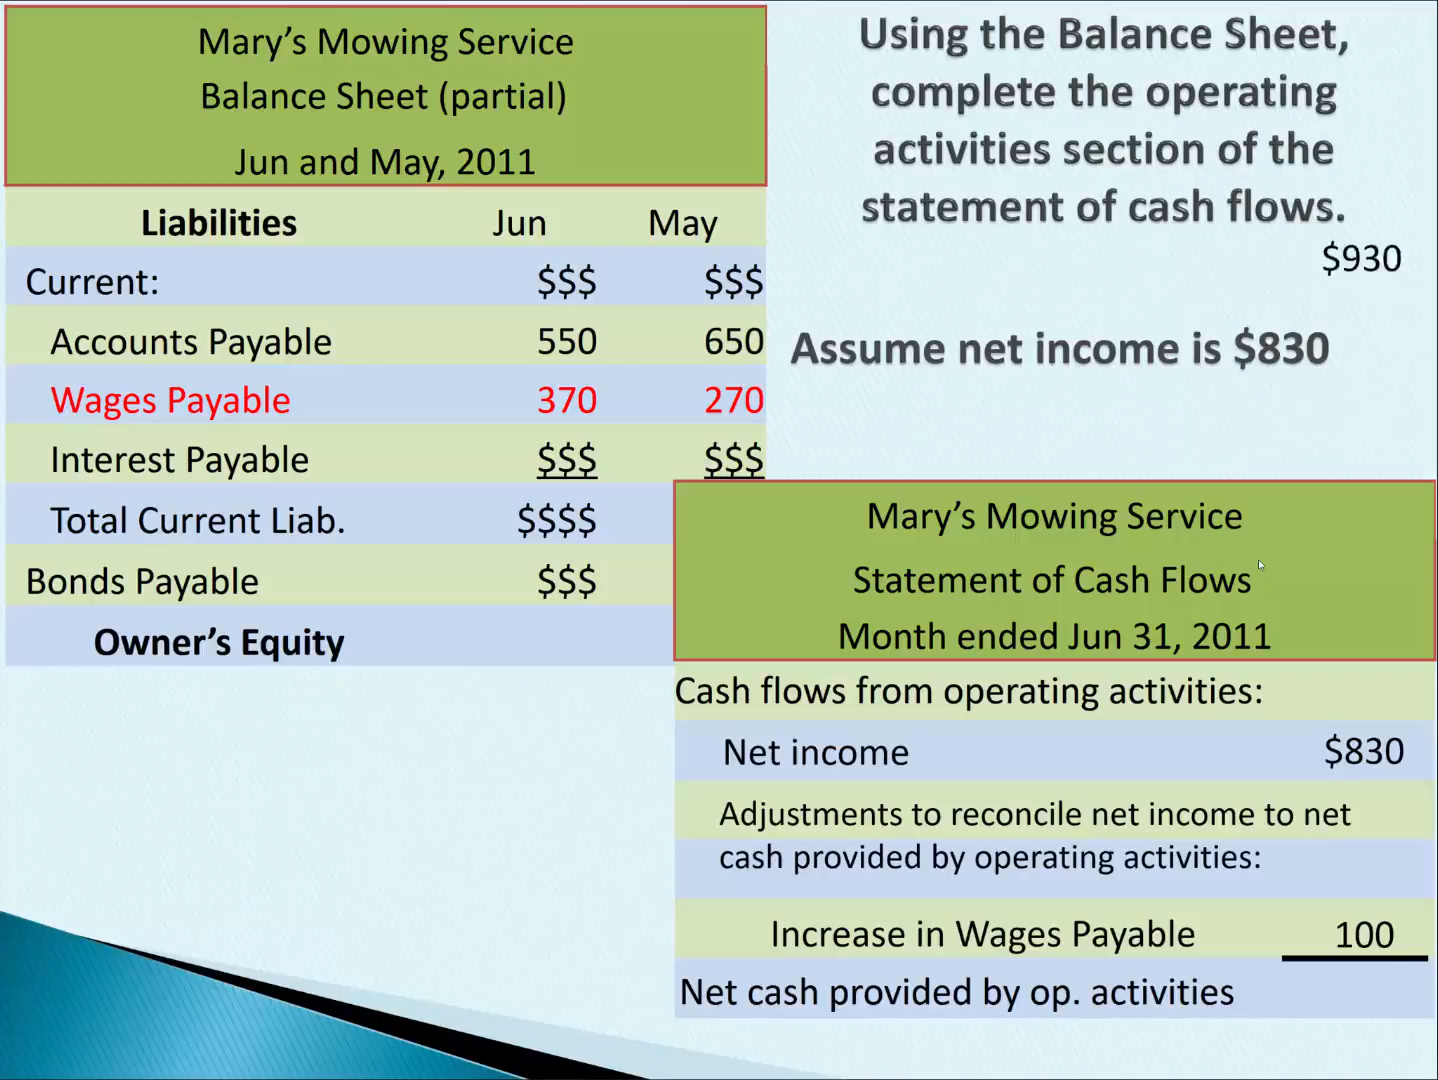 Mary’s Mowing Service
Balance Sheet (partial)
Jun and May, 2011
Liabilities Jun May
Current: $$$ $$$
Accounts Payable 550 650
Wages Payable 370 270
Interest Payable $$$ $$$
Total Current Liab. $$$$
Bonds Payable $$$
Owner’s Equity
Using the Balance Sheet,
complete the operating
activities section of the
statement of cash flows.
$930
Assume net income is $830
Mary’s Mowing Service
Statement of Cash Flows
Month ended Jun 31, 2011
Cash flows from operating activities:
Net income $830
Adjustments to reconcile net income to net
cash provided by operating activities:
Increase in Wages Payable 100
Net cash provided by op. activities